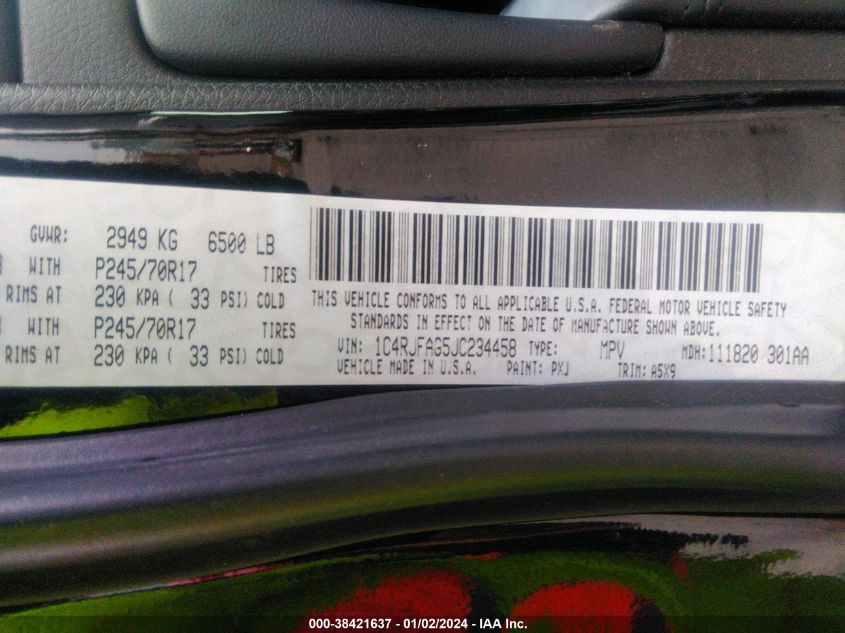 GVWR: 2949 KG 6500 LB
WITH P245/70R17 TIRES
RIMS AT 230 KPA ( 33 PSI) COLD
WITH P245/70R17 TIRES
RIMS AT 230 KPA ( 33 PSI) COLD
THIS VEHICLE CONFORMS TO ALL APPLICABLE U.S.A. FEDERAL MOTOR VEHICLE SAFETY
STANDARDS IN EFFECT ON THE DATE OF MANUFACTURE SHOWN ABOVE.
VIN: 1C4RJFAG5JC234458 TYPE: MPV MDH:111820 301AA
VEHICLE MADE IN U.S.A. PAINT: PXJ TRIM: A5X9
000-38421637 - 01/02/2024 - IAA Inc.